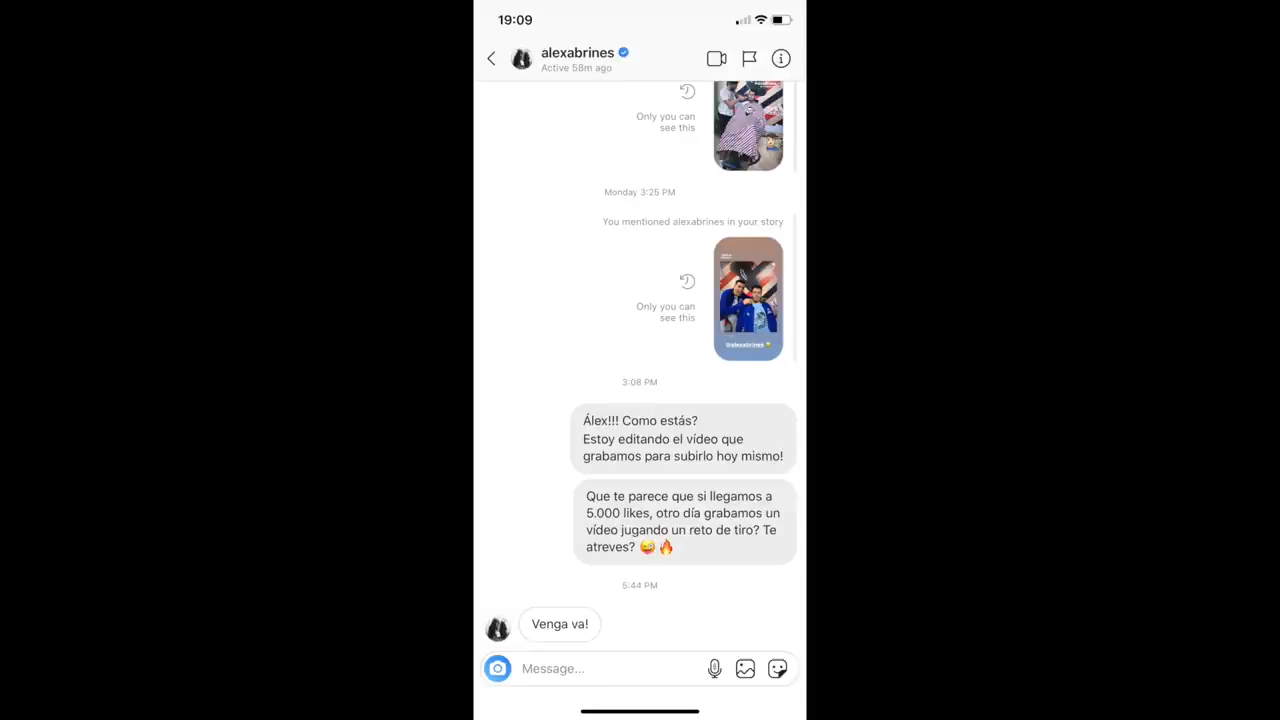 19:09
alexabrines
Active 58m ago
Only you can
see this
Monday 3:25 PM
You mentioned alexabrines in your story
Only you can
see this
@alexabrines
3:08 PM
Álex!!! Como estás?
Estoy editando el vídeo que
grabamos para subirlo hoy mismo!
Que te parece que si llegamos a
5.000 likes, otro día grabamos un
vídeo jugando un reto de tiro? Te
atreves? 😜🔥
5:44 PM
Venga va!
Message...